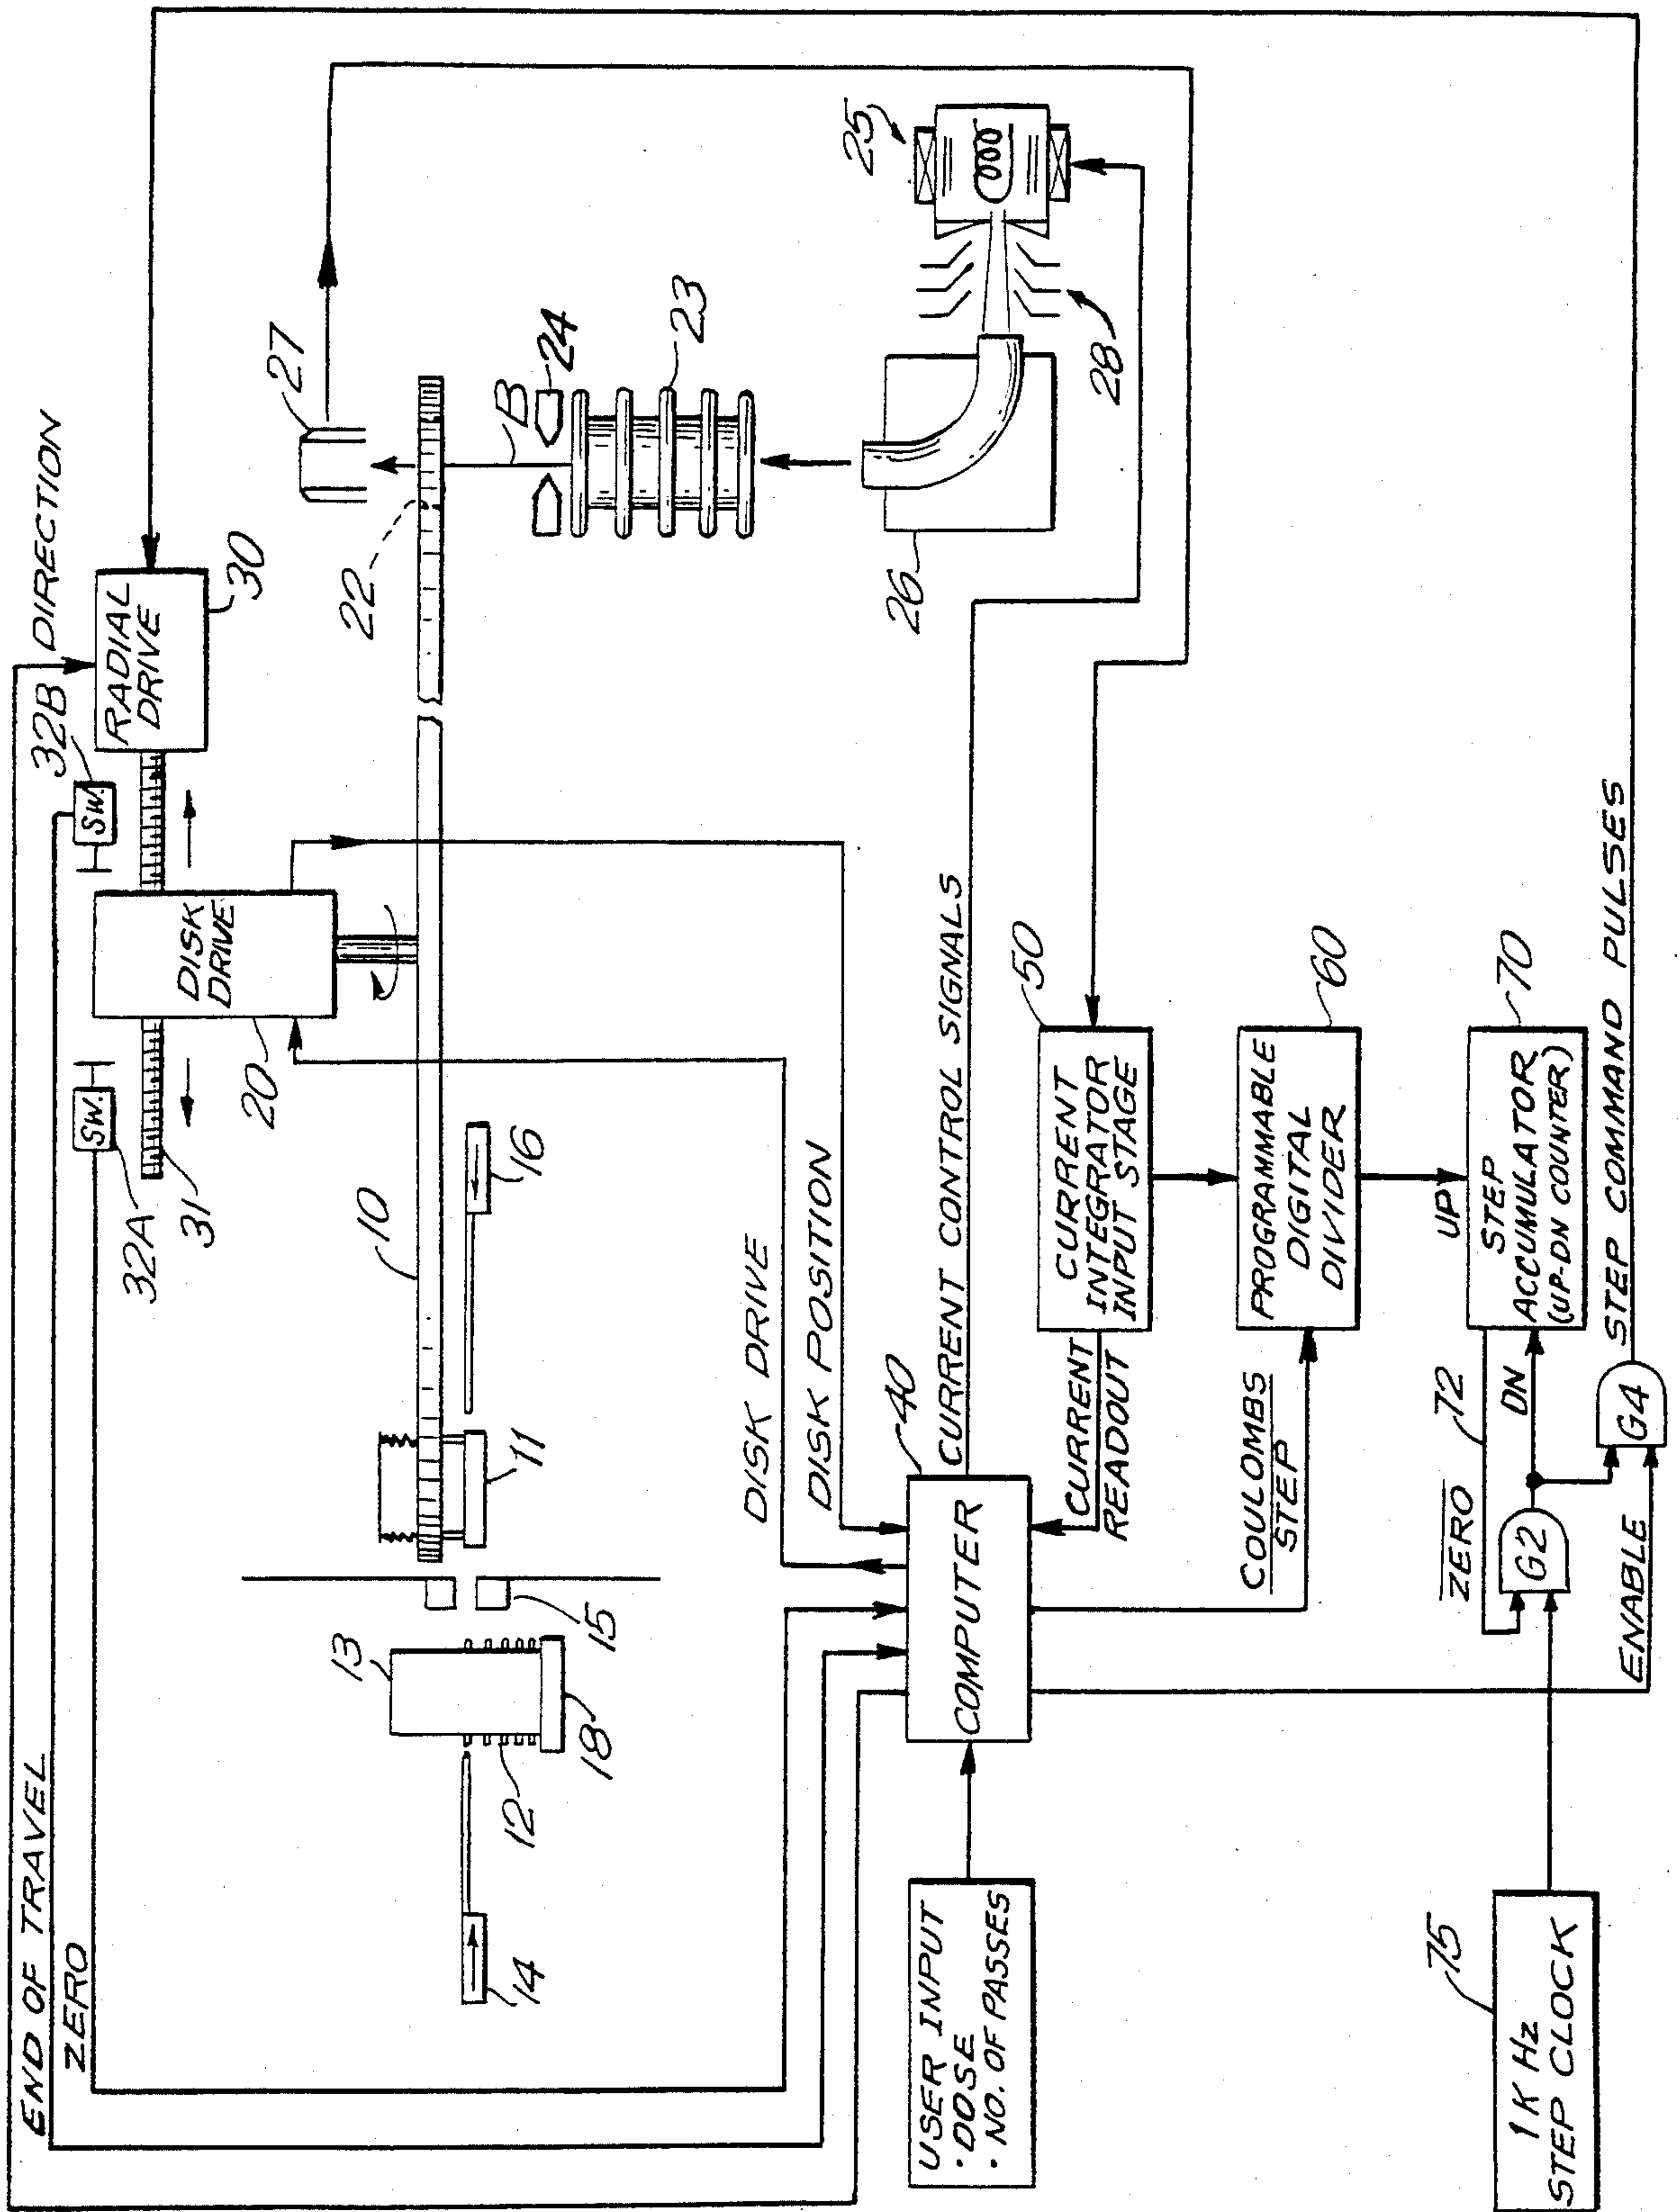 END OF TRAVEL
ZERO
DIRECTION
32B
SW.
RADIAL
DRIVE
30
32A
SW.
31
20
DISK
DRIVE
27
22
B
24
23
25
26
28
10
16
11
13
12
18
15
14
DISK DRIVE
DISK POSITION
40
COMPUTER
CURRENT CONTROL SIGNALS
USER INPUT
• DOSE
• NO. OF PASSES
CURRENT
READOUT
50
CURRENT
INTEGRATOR
INPUT STAGE
COULOMBS
STEP
60
PROGRAMMABLE
DIGITAL
DIVIDER
UP
70
STEP
ACCUMULATOR
(UP-DN COUNTER)
ZERO
72
DN
G2
G4
ENABLE
STEP COMMAND PULSES
75
1K Hz
STEP CLOCK